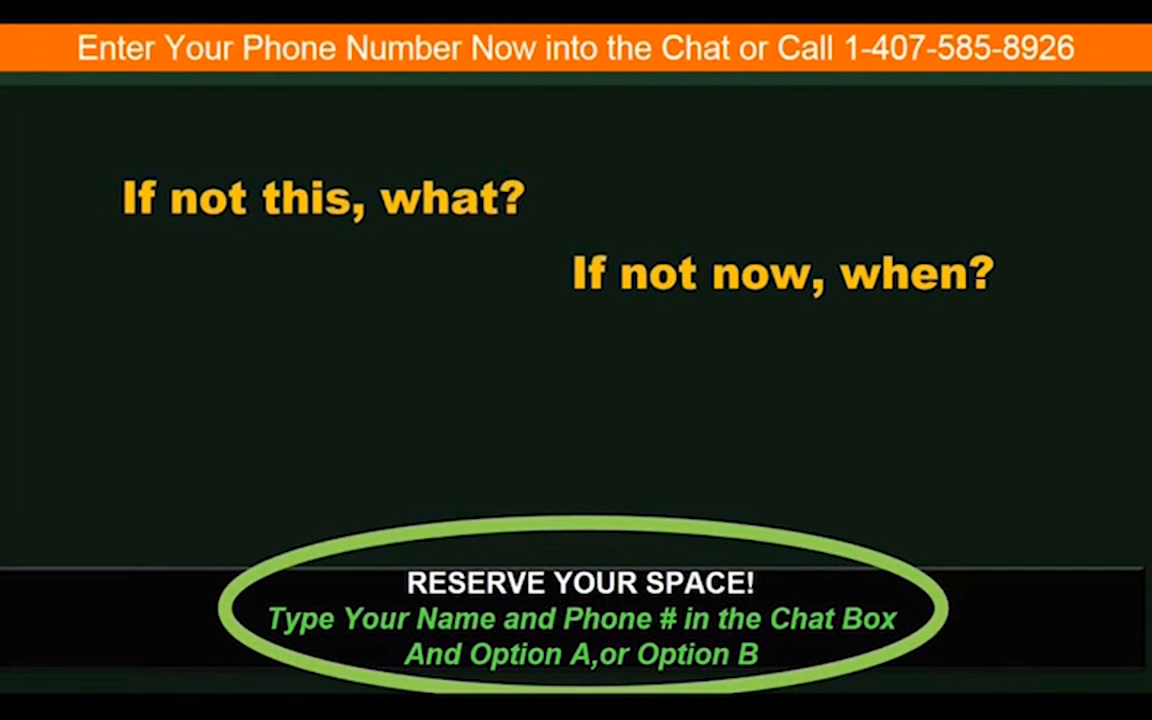 Enter Your Phone Number Now into the Chat or Call 1-407-585-8926
If not this, what?
If not now, when?
RESERVE YOUR SPACE!
Type Your Name and Phone # in the Chat Box
And Option A,or Option B